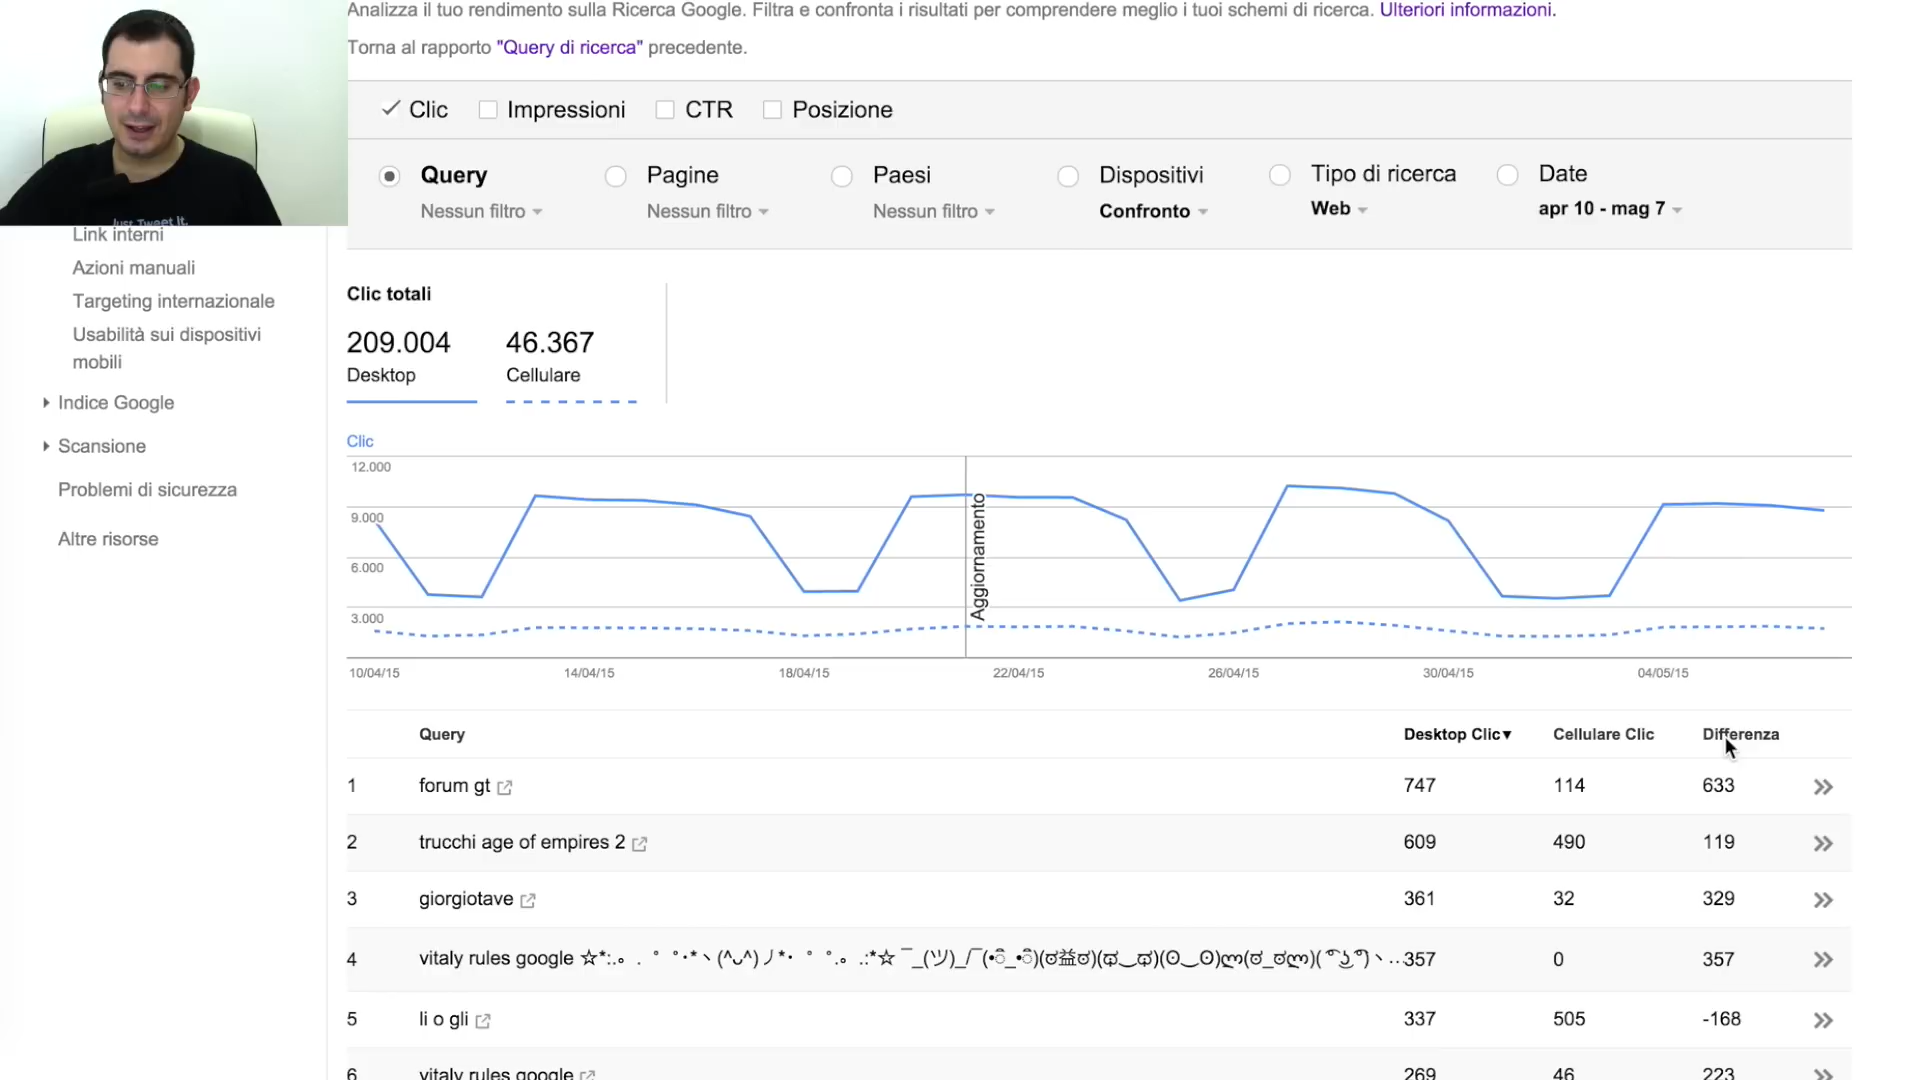 Analizza il tuo rendimento sulla Ricerca Google. Filtra e confronta i risultati per comprendere meglio i tuoi schemi di ricerca. Ulteriori informazioni.
Torna al rapporto "Query di ricerca" precedente.
Just Tweet It.
Clic Impressioni CTR Posizione
Query Pagine Paesi Dispositivi Tipo di ricerca Date
Nessun filtro Nessun filtro Nessun filtro Confronto Web apr 10 - mag 7
Link interni
Azioni manuali
Targeting internazionale
Usabilità sui dispositivi
mobili
Indice Google
Scansione
Problemi di sicurezza
Altre risorse
Clic totali
209.004 46.367
Desktop Cellulare
Clic
12.000
9.000
6.000
3.000
Aggiornamento
10/04/15 14/04/15 18/04/15 22/04/15 26/04/15 30/04/15 04/05/15
Query Desktop Clic▼ Cellulare Clic Differenza
1 forum gt 747 114 633
2 trucchi age of empires 2 609 490 119
3 giorgiotave 361 32 329
4 vitaly rules google 357 0 357
5 li o gli 337 505 -168
6 vitaly rules google 269 46 223